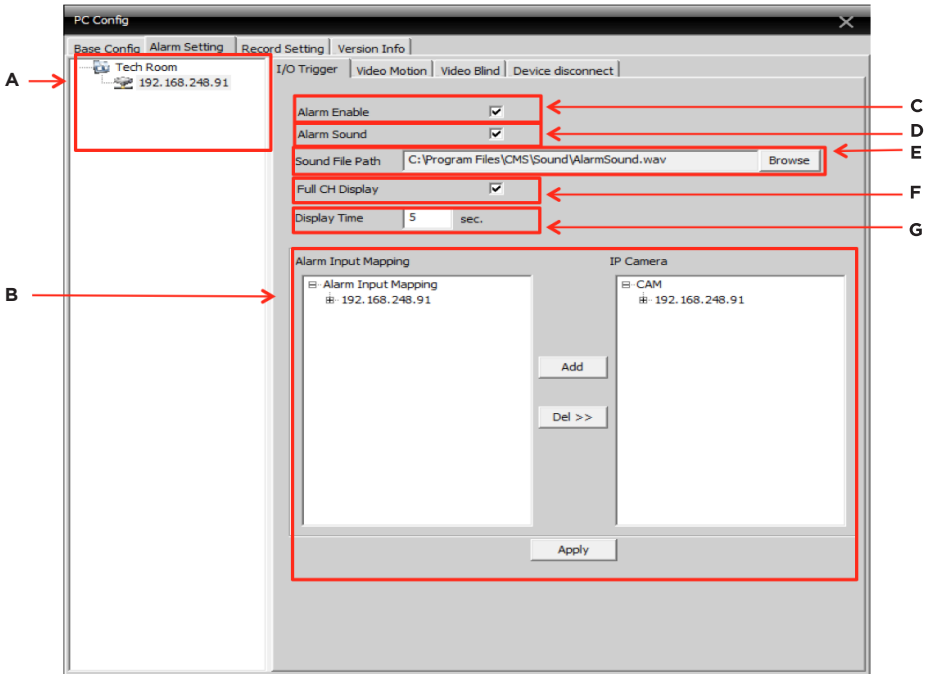 PC Config
Base Config Alarm Setting Record Setting Version Info
Tech Room
192.168.248.91
I/O Trigger Video Motion Video Blind Device disconnect
A
Alarm Enable
C
Alarm Sound
D
Sound File Path C:\Program Files\CMS\Sound\AlarmSound.wav Browse
E
Full CH Display
F
Display Time 5 sec.
G
Alarm Input Mapping IP Camera
B
Alarm Input Mapping
192.168.248.91
CAM
192.168.248.91
Add
Del >>
Apply